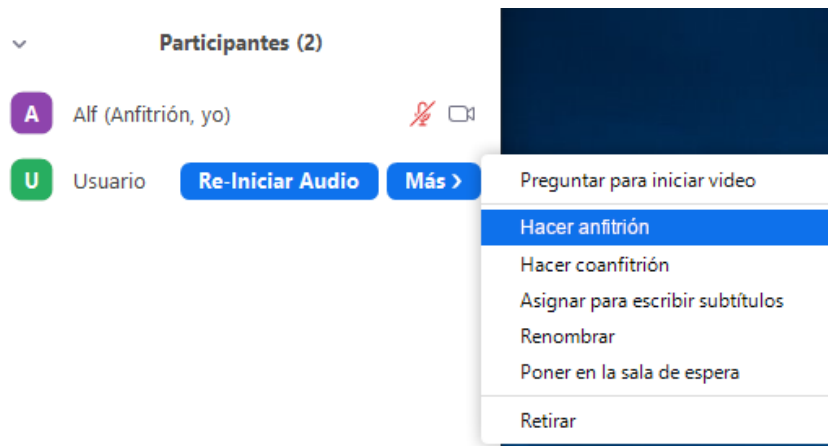 Participantes (2)
A Alf (Anfitrión, yo)
U Usuario Re-Iniciar Audio Más >
Preguntar para iniciar video
Hacer anfitrión
Hacer coanfitrión
Asignar para escribir subtítulos
Renombrar
Poner en la sala de espera
Retirar